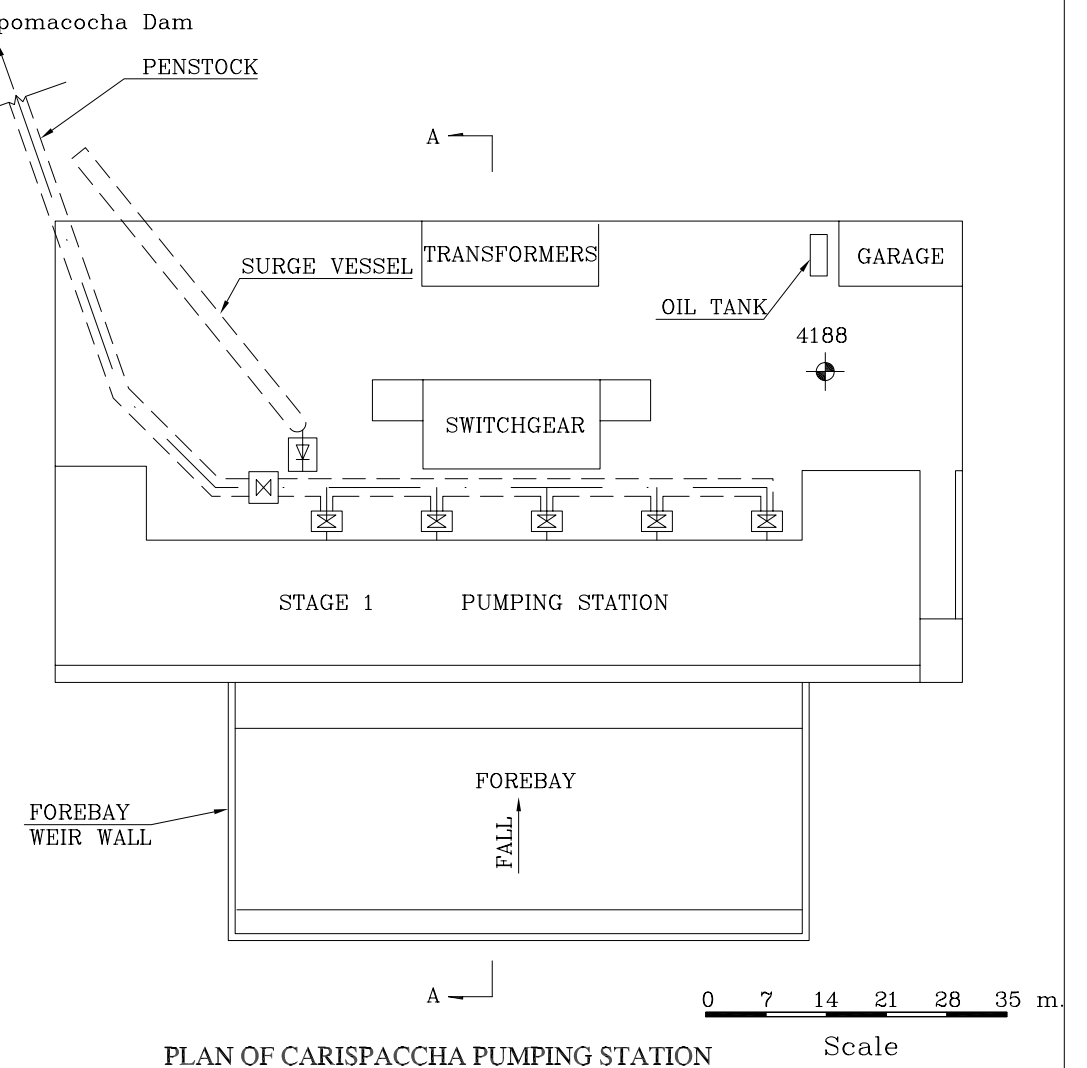 Dam
PENSTOCK
A
SURGE VESSEL
TRANSFORMERS
GARAGE
OIL TANK
4188
SWITCHGEAR
STAGE 1 PUMPING STATION
FOREBAY
FALL
FOREBAY
WEIR WALL
A
0 7 14 21 28 35 m.
Scale
PLAN OF CARISPACCHA PUMPING STATION